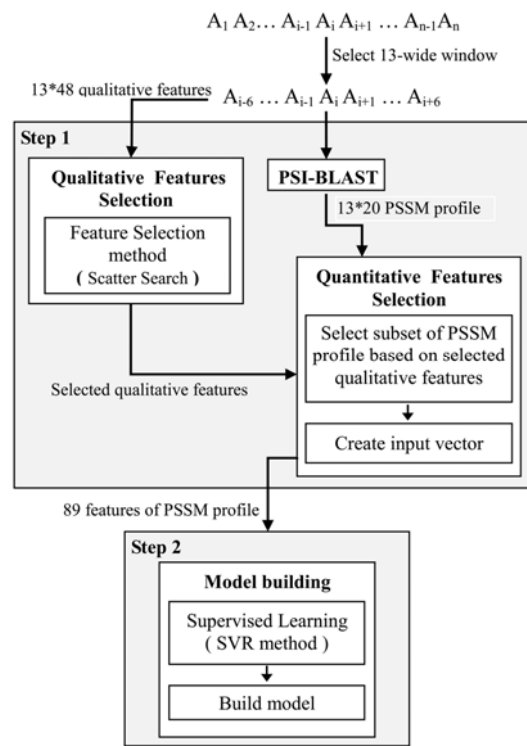 A1 A2... Ai-1 Ai Ai+1 ... An-1An
Select 13-wide window
13*48 qualitative features
Ai-6 ... Ai-1 Ai Ai+1 ... Ai+6
Step 1
Qualitative Features
Selection
Feature Selection
method
( Scatter Search )
PSI-BLAST
13*20 PSSM profile
Quantitative Features
Selection
Select subset of PSSM
profile based on selected
qualitative features
Selected qualitative features
Create input vector
89 features of PSSM profile
Step 2
Model building
Supervised Learning
( SVR method )
Build model